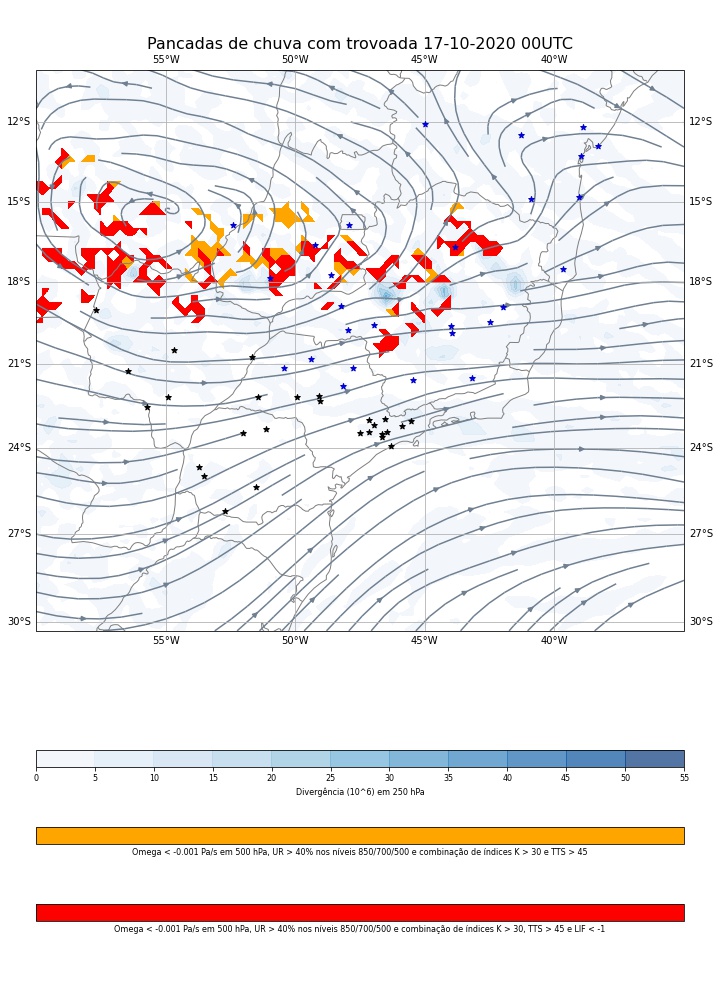 Pancadas de chuva com trovoada 17-10-2020 00UTC
55°W 50°W 45°W 40°W
12°S 12°S
15°S 15°S
18°S 18°S
21°S 21°S
24°S 24°S
27°S 27°S
30°S 30°S
55°W 50°W 45°W 40°W
0 5 10 15 20 25 30 35 40 45 50 55
Divergência (10^6) em 250 hPa
Omega < -0.001 Pa/s em 500 hPa, UR > 40% nos níveis 850/700/500 e combinação de índices K > 30 e TTS > 45
Omega < -0.001 Pa/s em 500 hPa, UR > 40% nos níveis 850/700/500 e combinação de índices K > 30, TTS > 45 e LIF < -1